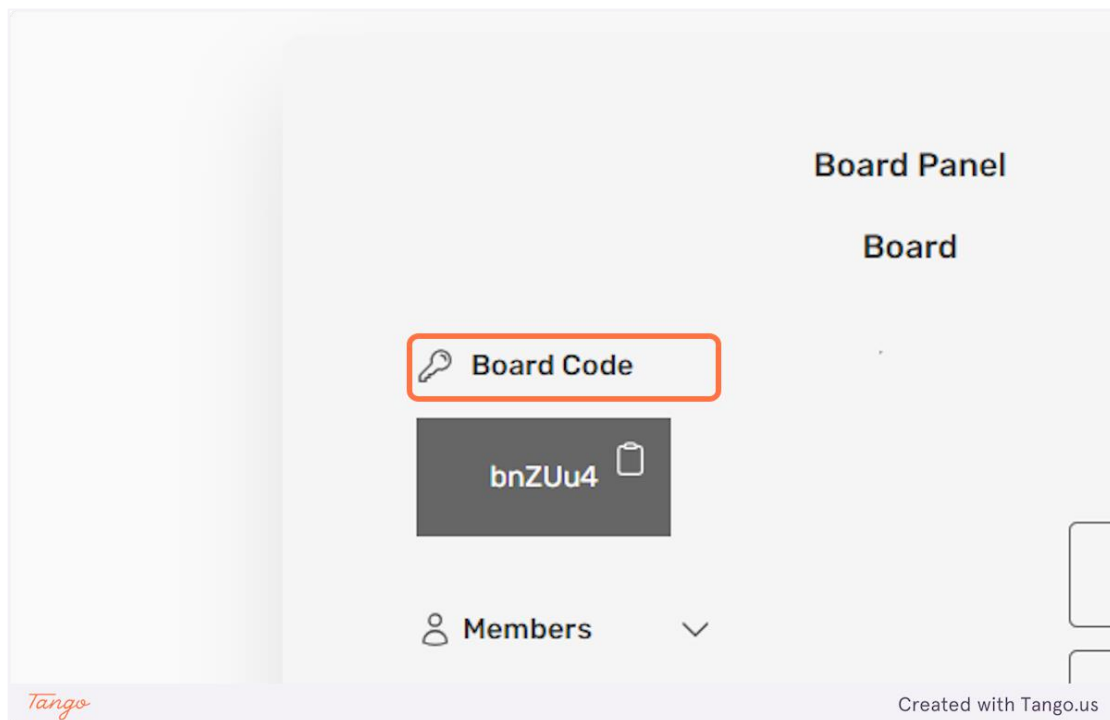 Board Panel
Board
Board Code
bnZUu4
Members
Tango
Created with Tango.us